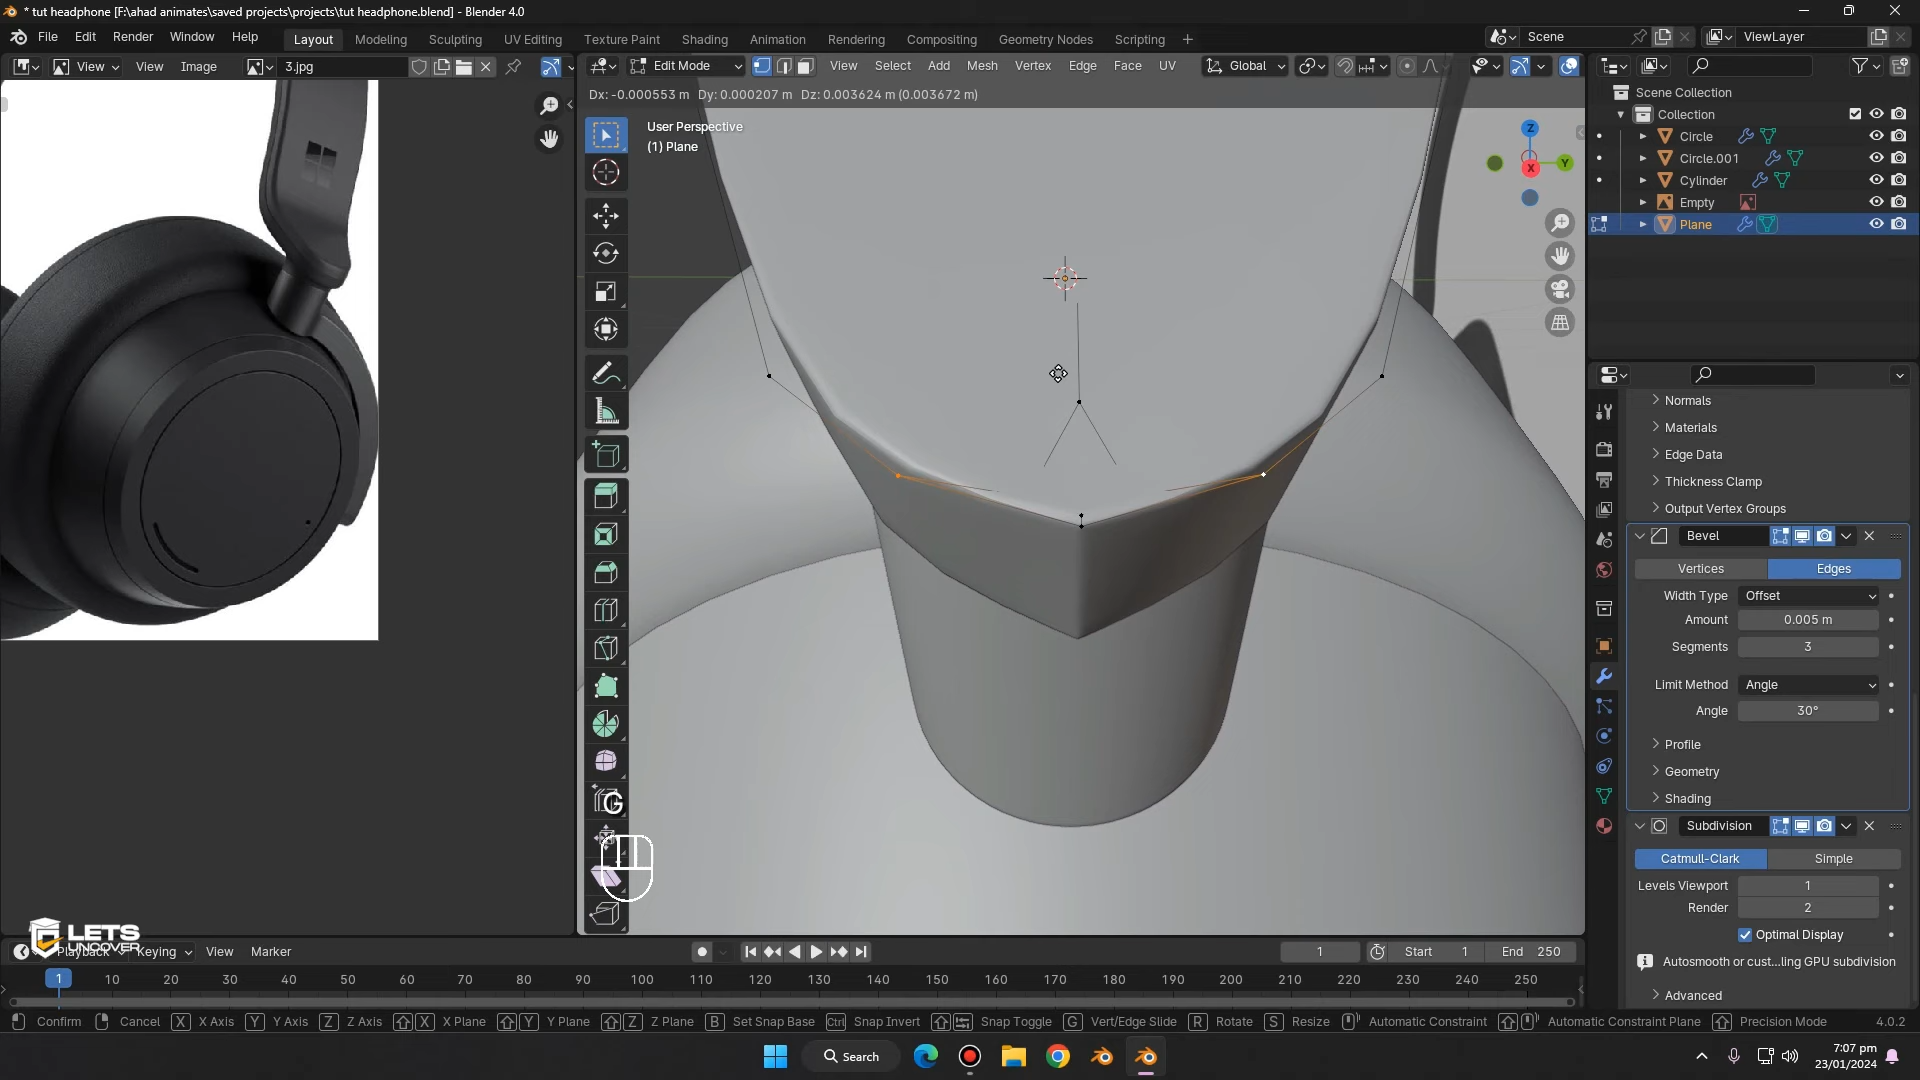 * tut headphone [F:\ahad animates\saved projects\projects\tut headphone.blend] - Blender 4.0
File Edit Render Window Help Layout Modeling Sculpting UV Editing Texture Paint Shading Animation Rendering Compositing Geometry Nodes Scripting + Scene ViewLayer
View View Image 3.jpg Edit Mode View Select Add Mesh Vertex Edge Face UV Global
Dx: -0.000553 m Dy: 0.000207 m Dz: 0.003624 m (0.003672 m)
User Perspective
(1) Plane
Z
Y
X
Scene Collection
Collection
Circle
Circle.001
Cylinder
Empty
Plane
Normals
Materials
Edge Data
Thickness Clamp
Output Vertex Groups
Bevel
Vertices Edges
Width Type Offset
Amount 0.005 m
Segments 3
Limit Method Angle
Angle 30°
Profile
Geometry
Shading
Subdivision
Catmull-Clark Simple
Levels Viewport 1
Render 2
Optimal Display
Autosmooth or cust...ling GPU subdivision
Advanced
G
LETS
UNCOVER
Playback Keying View Marker 1 Start 1 End 250
1 10 20 30 40 50 60 70 80 90 100 110 120 130 140 150 160 170 180 190 200 210 220 230 240 250
Confirm Cancel X X Axis Y Y Axis Z Z Axis X X Plane Y Y Plane Z Z Plane B Set Snap Base Ctrl Snap Invert Snap Toggle G Vert/Edge Slide R Rotate S Resize Automatic Constraint Automatic Constraint Plane Precision Mode 4.0.2
Search
7:07 pm
23/01/2024